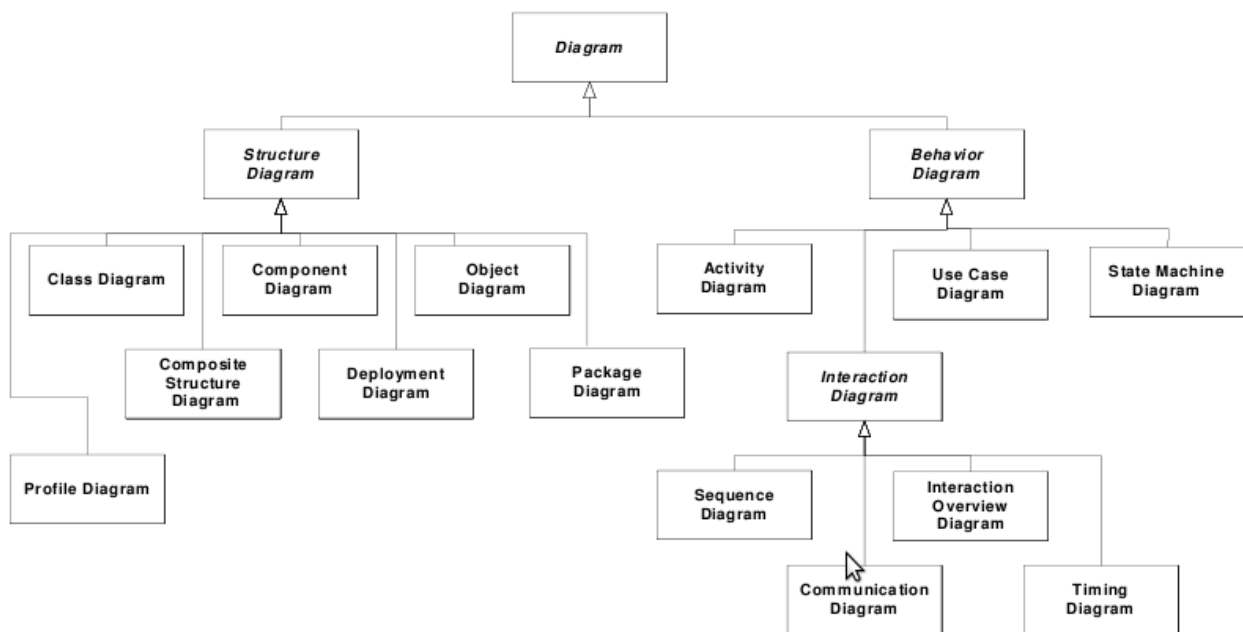 Diagram
Structure
Diagram
Behavior
Diagram
Class Diagram
Component
Diagram
Object
Diagram
Activity
Diagram
Use Case
Diagram
State Machine
Diagram
Composite
Structure
Diagram
Deployment
Diagram
Package
Diagram
Interaction
Diagram
Profile Diagram
Sequence
Diagram
Interaction
Overview
Diagram
Communication
Diagram
Timing
Diagram